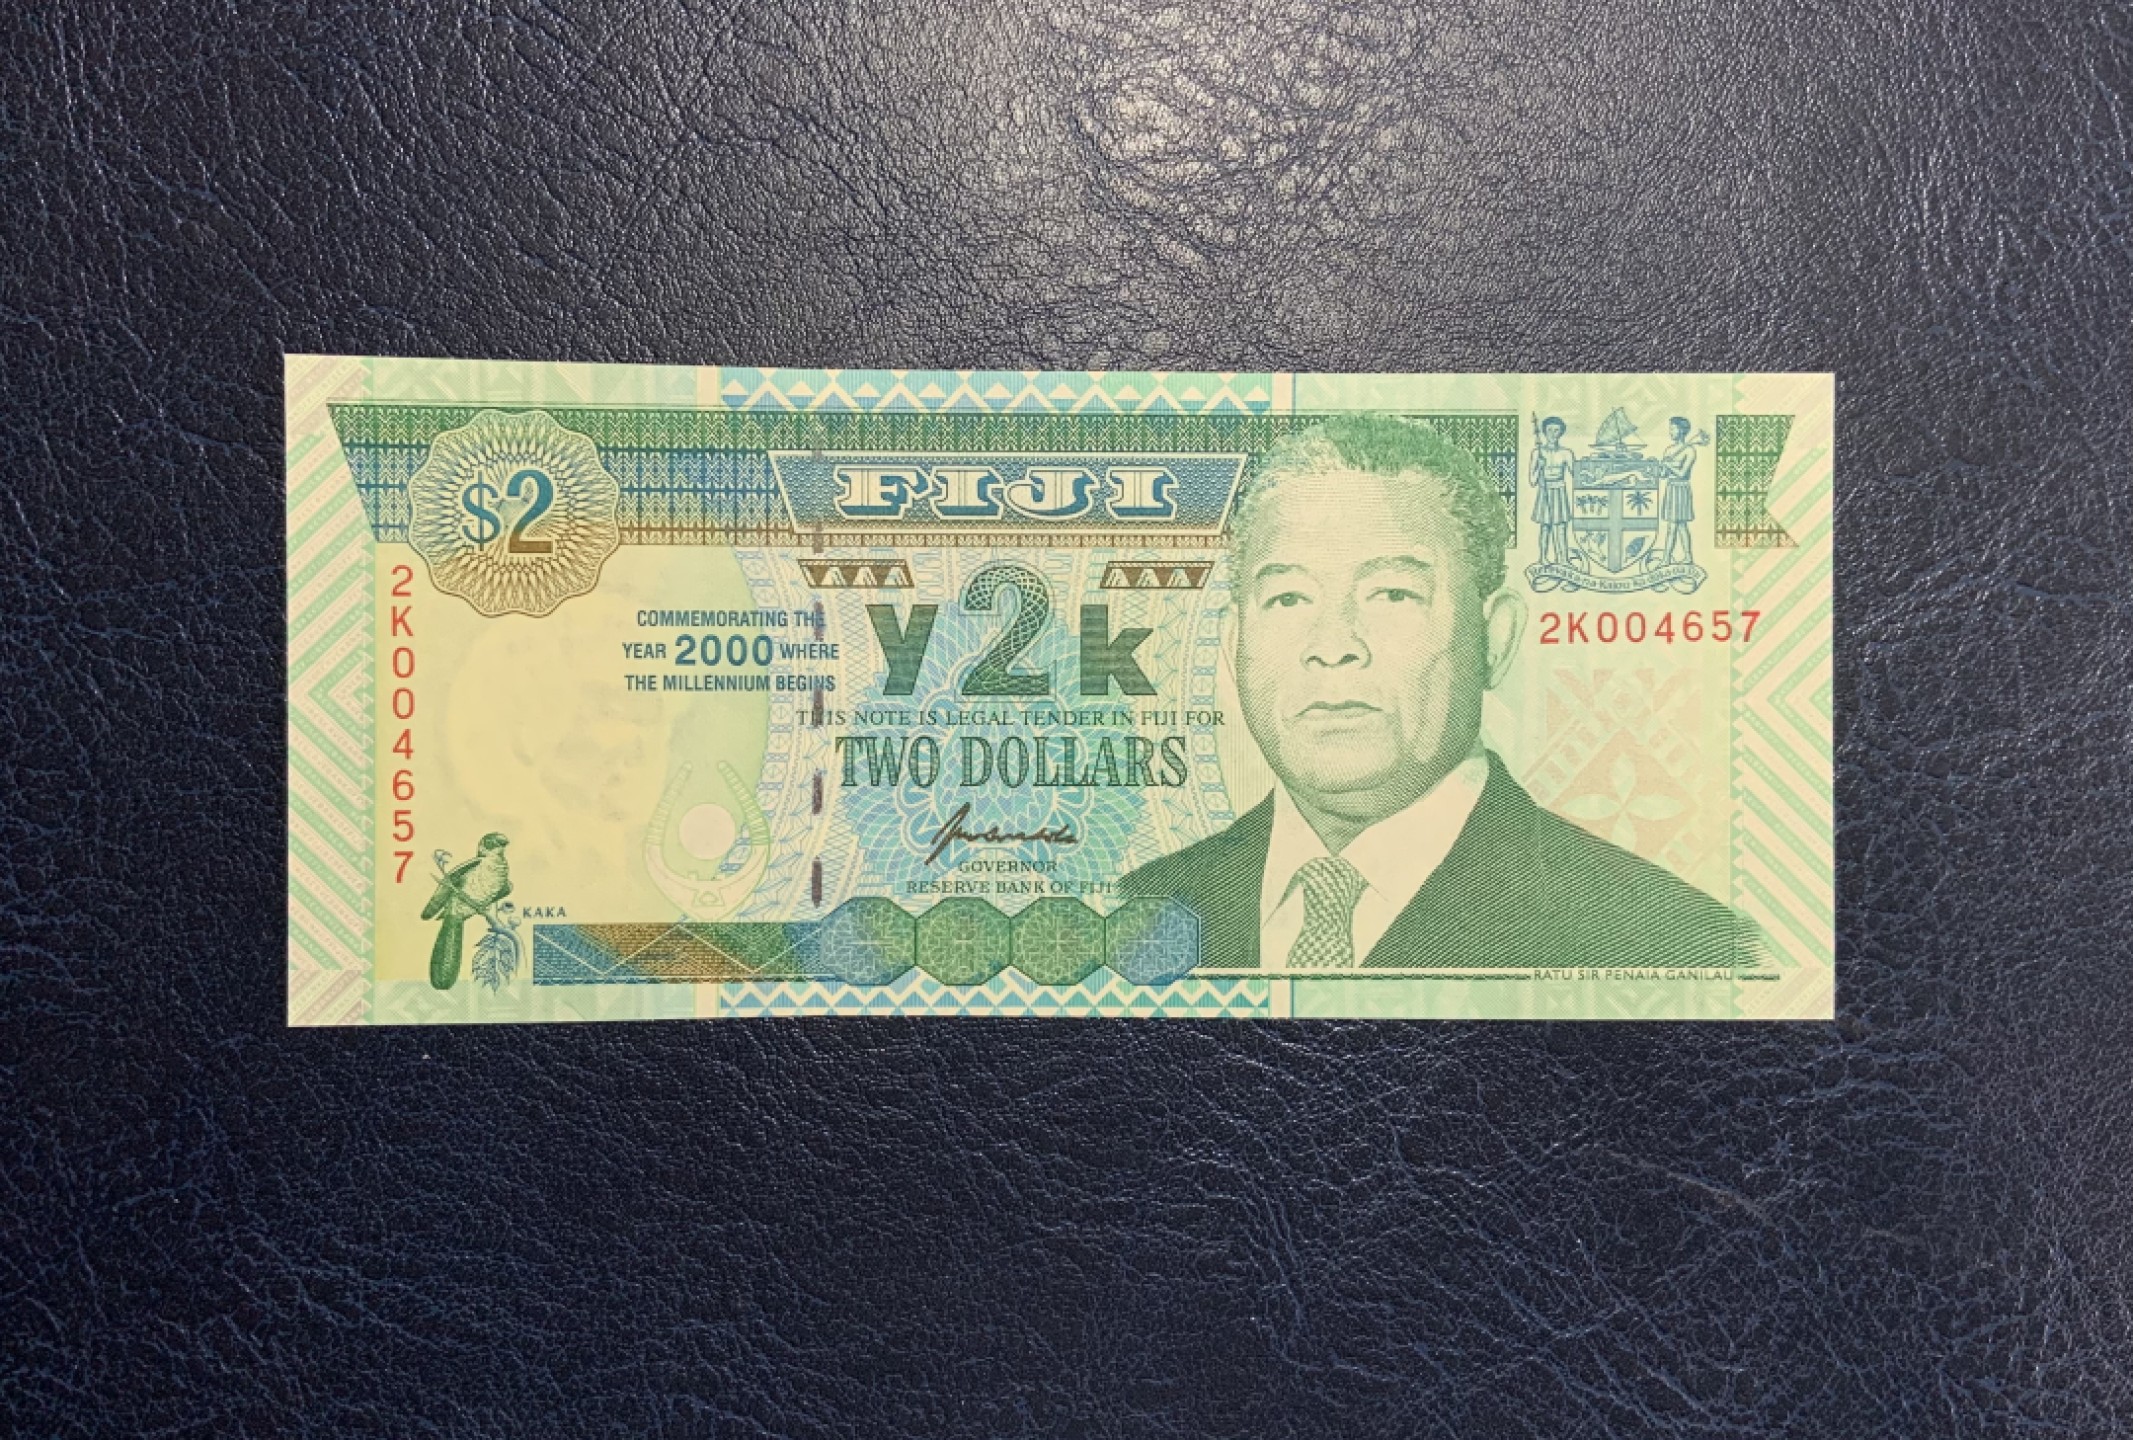 FIJI
$2
2K004657
COMMEMORATING THE
YEAR 2000 WHERE
THE MILLENNIUM BEGINS
y2k
THIS NOTE IS LEGAL TENDER IN FIJI FOR
TWO DOLLARS
GOVERNOR
RESERVE BANK OF FIJI
KAKA
2K004657
RATU SIR PENAIA GANILAU